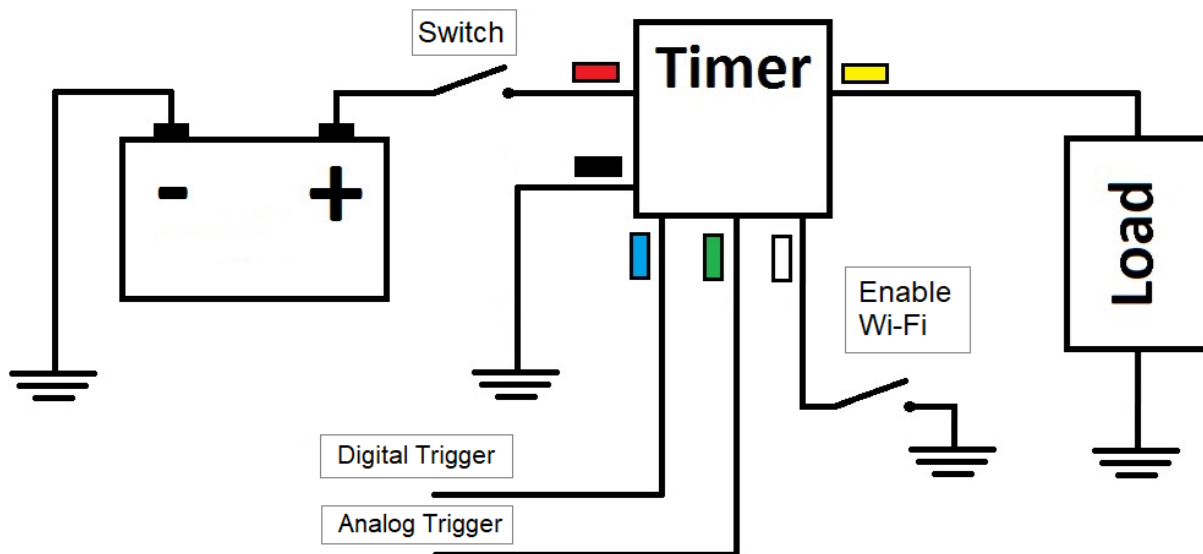 Switch
Timer
- +
Load
Enable
Wi-Fi
Digital Trigger
Analog Trigger